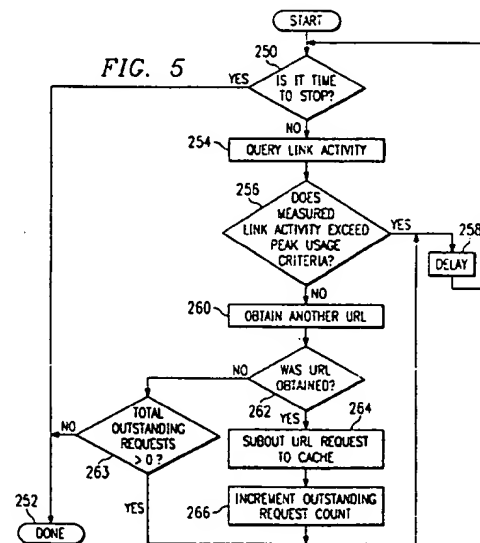 START
250
FIG. 5
YES
IS IT TIME
TO STOP?
NO
254
QUERY LINK ACTIVITY
256
DOES
MEASURED
LINK ACTIVITY EXCEED
PEAK USAGE
CRITERIA?
YES
258
DELAY
NO
260
OBTAIN ANOTHER URL
NO
WAS URL
OBTAINED?
262
YES
264
NO
TOTAL
OUTSTANDING
REQUESTS
> 0 ?
263
SUBOUT URL REQUEST
TO CACHE
252
DONE
YES
266
INCREMENT OUTSTANDING
REQUEST COUNT